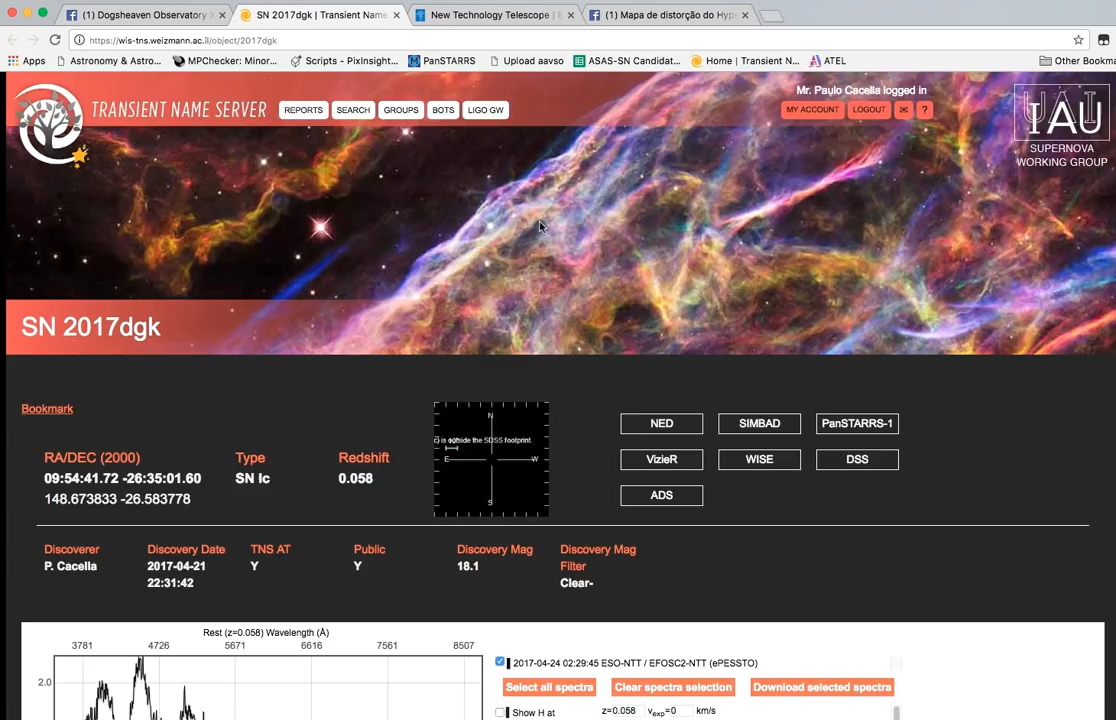 (1) Dogsheaven Observatory
SN 2017dgk | Transient Name
New Technology Telescope | E
(1) Mapa de distorção do Hype
https://wis-tns.weizmann.ac.il/object/2017dgk
Apps
Astronomy & Astro...
MPChecker: Minor...
Scripts - PixInsight...
PanSTARRS
Upload aavso
ASAS-SN Candidat...
Home | Transient N...
ATEL
Other Bookma
Mr. Paulo Cacella logged in
TRANSIENT NAME SERVER
REPORTS
SEARCH
GROUPS
BOTS
LIGO GW
MY ACCOUNT
LOGOUT
?
IAU
SUPERNOVA
WORKING GROUP
SN 2017dgk
Bookmark
RA/DEC (2000)
09:54:41.72 -26:35:01.60
148.673833 -26.583778
Type
SN Ic
Redshift
0.058
N
is outside the SDSS footprint.
E
W
S
NED
SIMBAD
PanSTARRS-1
VizieR
WISE
DSS
ADS
Discoverer
P. Cacella
Discovery Date
2017-04-21
22:31:42
TNS AT
Y
Public
Y
Discovery Mag
18.1
Discovery Mag
Filter
Clear-
Rest (z=0.058) Wavelength (Å)
3781 4726 5671 6616 7561 8507
2.0
2017-04-24 02:29:45 ESO-NTT / EFOSC2-NTT (ePESSTO)
Select all spectra
Clear spectra selection
Download selected spectra
Show H at
z=0.058
vexp=0
km/s